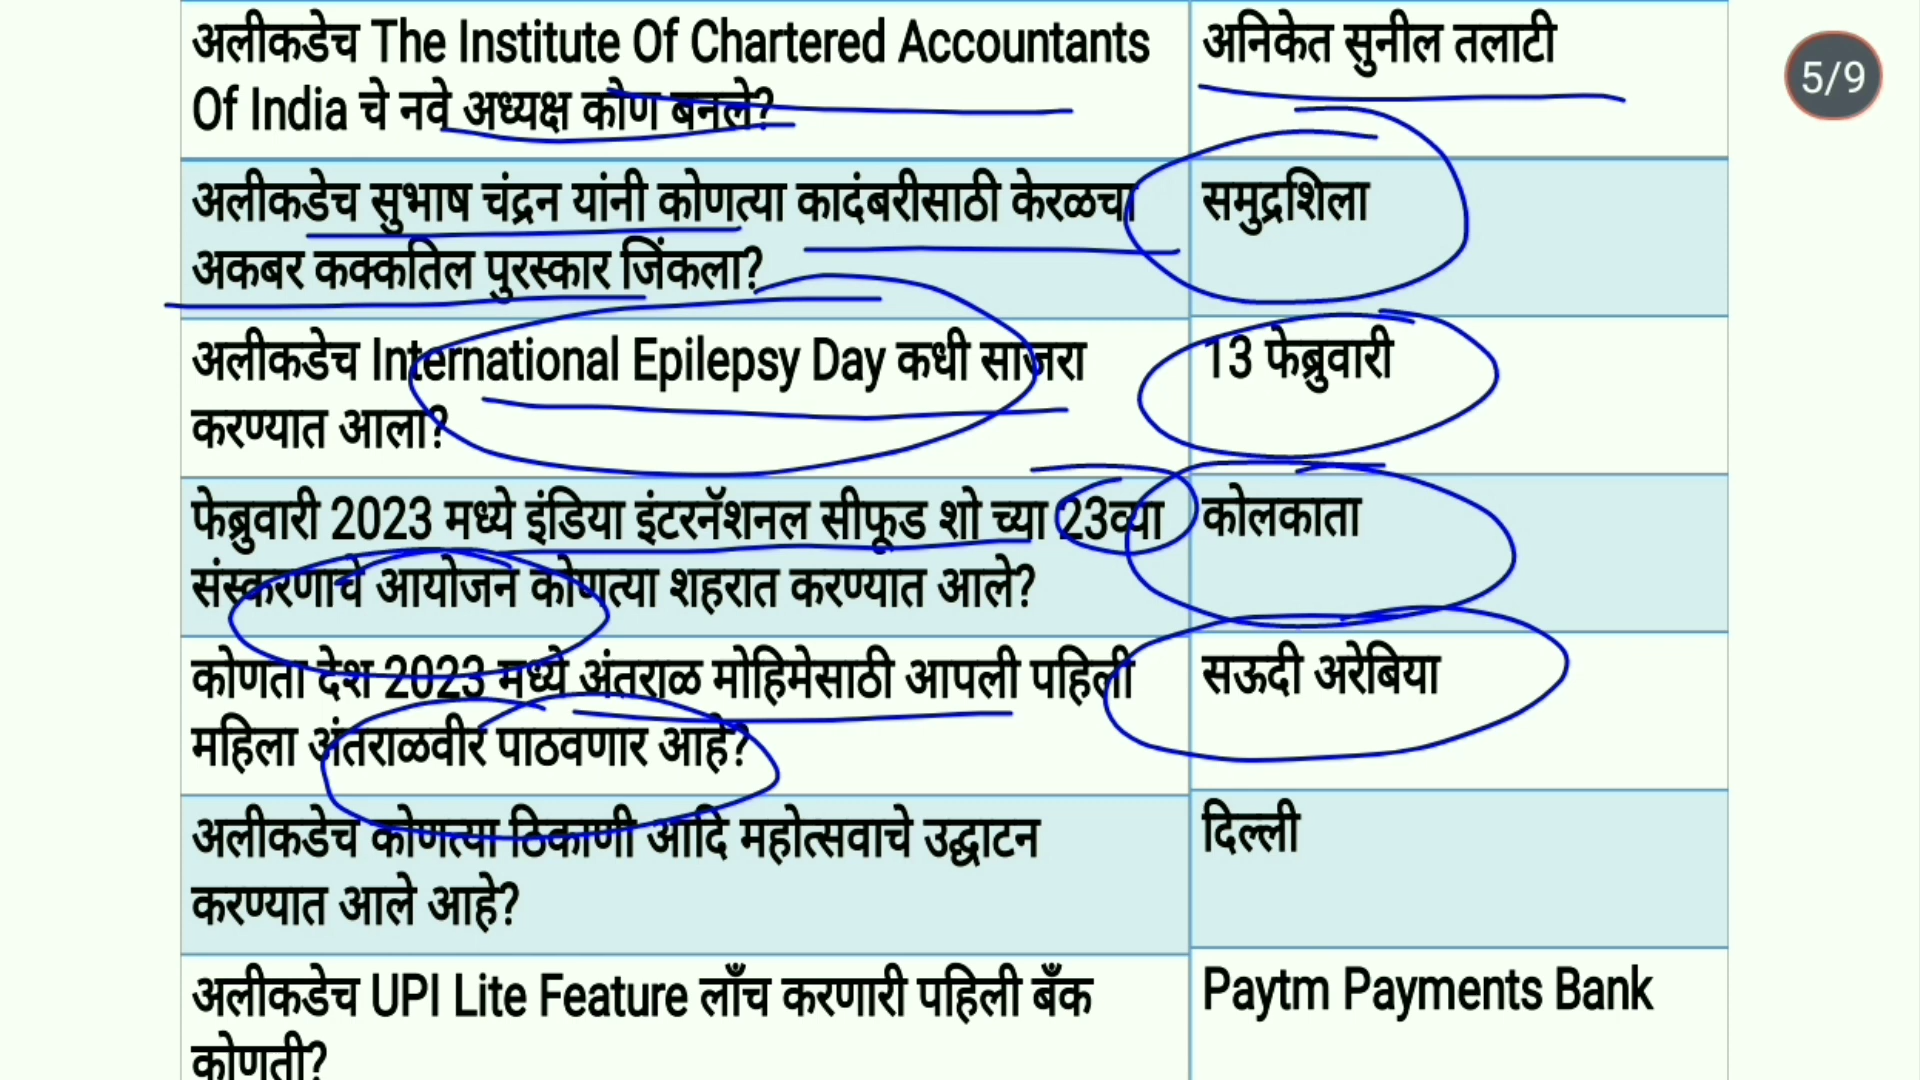 अलीकडेच The Institute Of Chartered Accountants
Of India चे नवे अध्यक्ष कोण बनले?
अनिकेत सुनील तलाटी
5/9
अलीकडेच सुभाष चंद्रन यांनी कोणत्या कादंबरीसाठी केरळचा
अकबर कक्कतिल पुरस्कार जिंकला?
समुद्रशिला
अलीकडेच International Epilepsy Day कधी साजरा
करण्यात आला?
13 फेब्रुवारी
फेब्रुवारी 2023 मध्ये इंडिया इंटरनॅशनल सीफूड शो च्या 23व्या
संस्करणाचे आयोजन कोणत्या शहरात करण्यात आले?
कोलकाता
कोणता देश 2023 मध्ये अंतराळ मोहिमेसाठी आपली पहिली
महिला अंतराळवीर पाठवणार आहे?
सऊदी अरेबिया
अलीकडेच कोणत्या ठिकाणी आदि महोत्सवाचे उद्घाटन
करण्यात आले आहे?
दिल्ली
अलीकडेच UPI Lite Feature लाँच करणारी पहिली बँक
कोणती?
Paytm Payments Bank